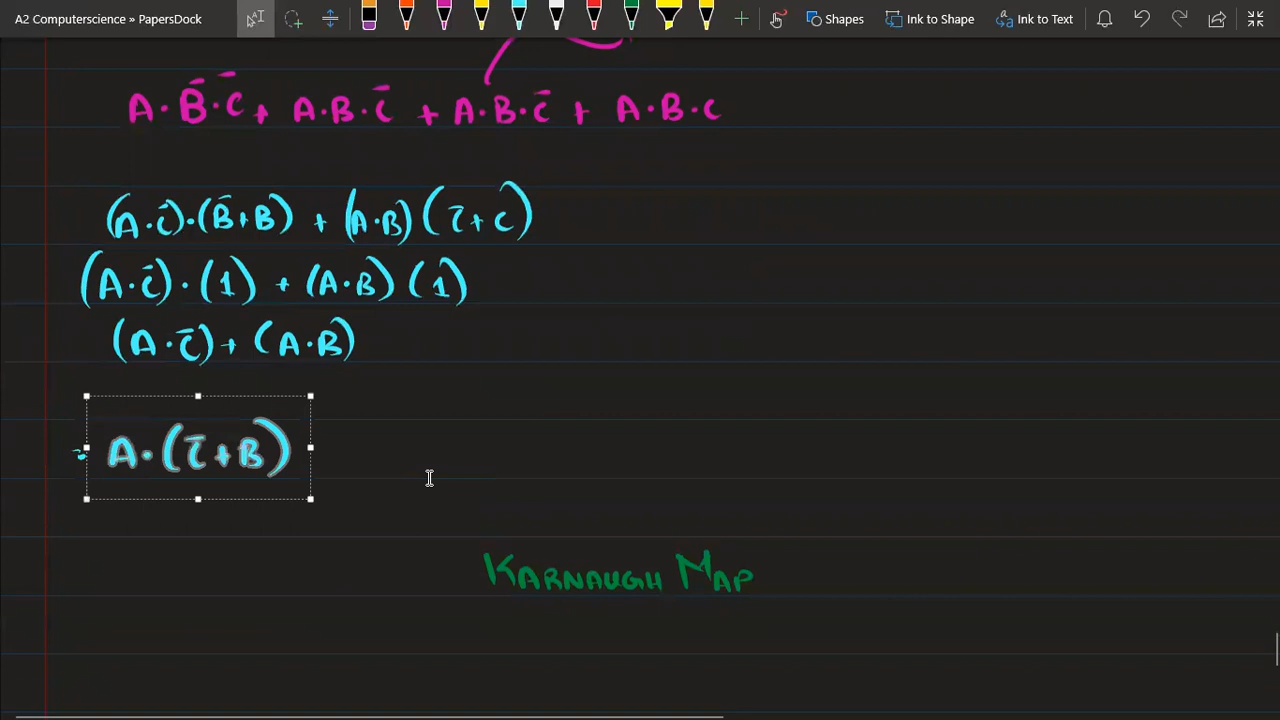 A2 Computerscience » PapersDock
Shapes
Ink to Shape
Ink to Text
A·B̄·c̄ + A·B·c̄ + A·B·c̄ + A·B·c
(A·c̄)·(B̄+B) + (A·B)(c̄+c)
(A·c̄)·(1) + (A·B)(1)
(A·c̄)+(A·B)
A·(c̄+B)
KARNAUGH MAP